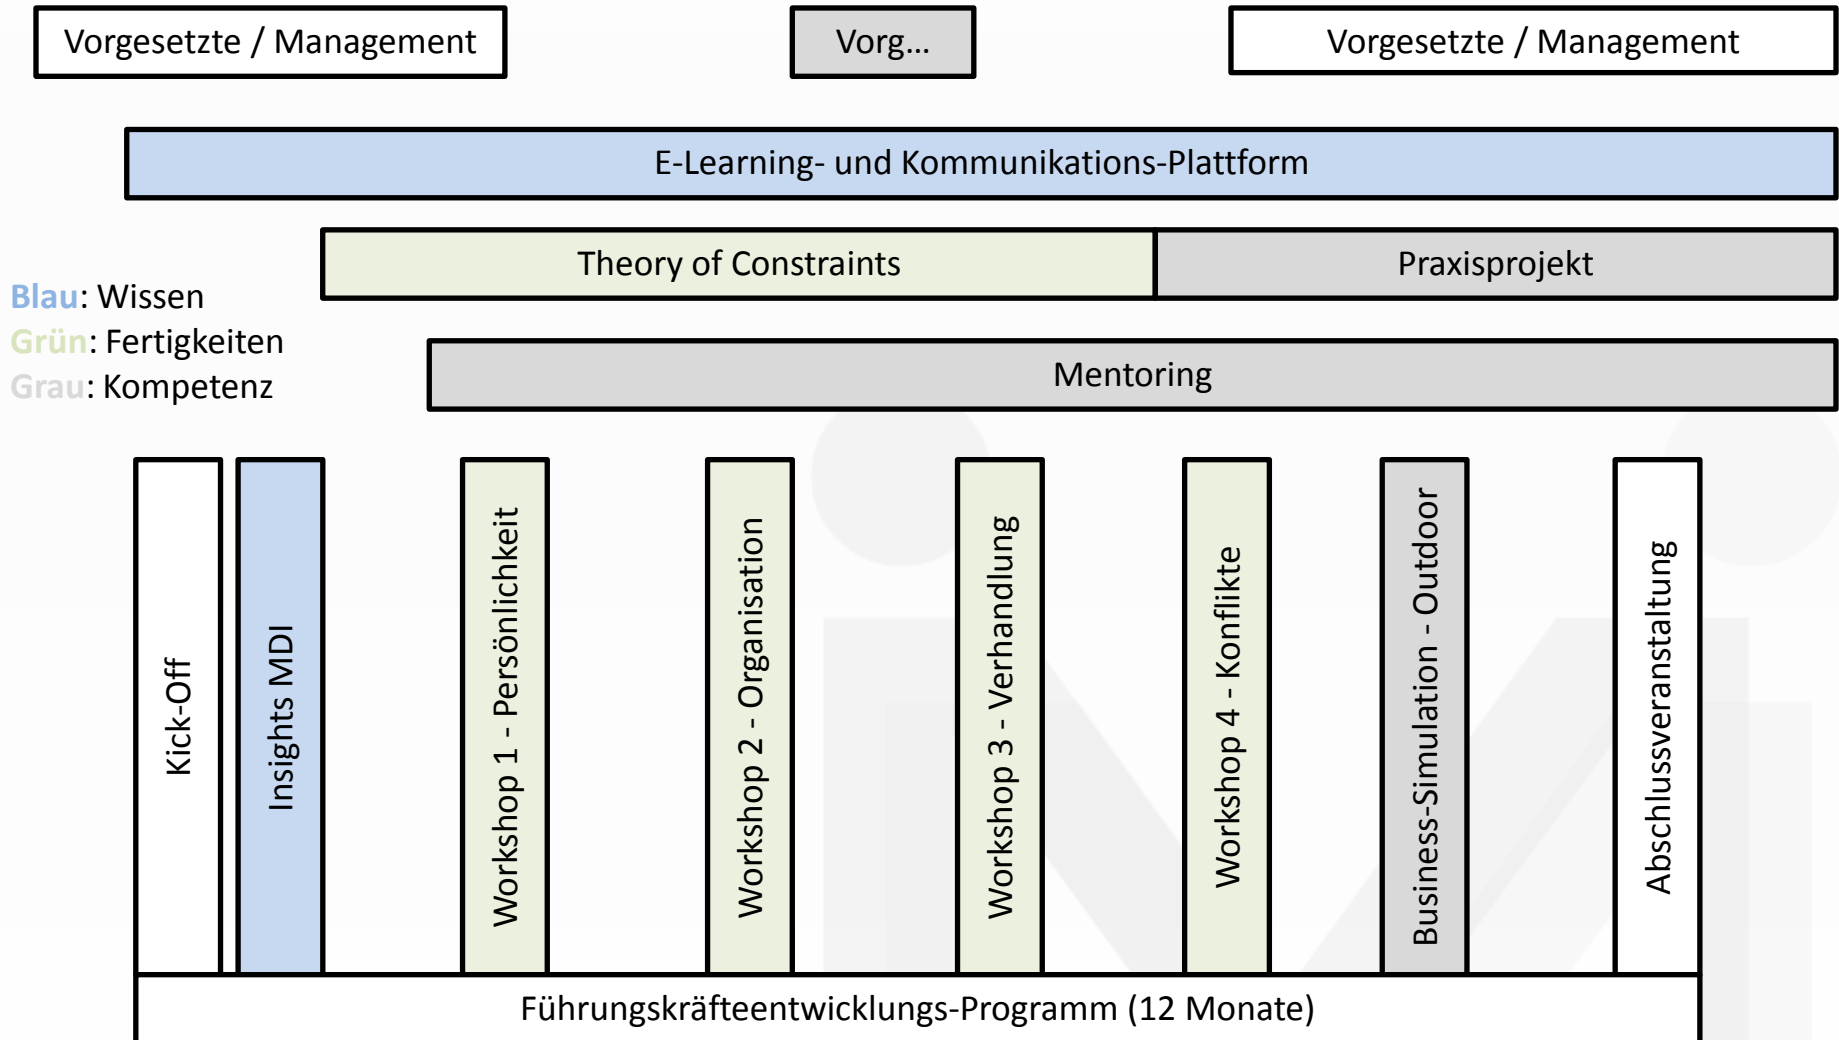 Vorgesetzte / Management
Vorg...
Vorgesetzte / Management
E-Learning- und Kommunikations-Plattform
Theory of Constraints
Praxisprojekt
Blau: Wissen
Grün: Fertigkeiten
Grau: Kompetenz
Mentoring
Kick-Off
Insights MDI
Workshop 1 - Persönlichkeit
Workshop 2 - Organisation
Workshop 3 - Verhandlung
Workshop 4 - Konflikte
Business-Simulation - Outdoor
Abschlussveranstaltung
Führungskräfteentwicklungs-Programm (12 Monate)